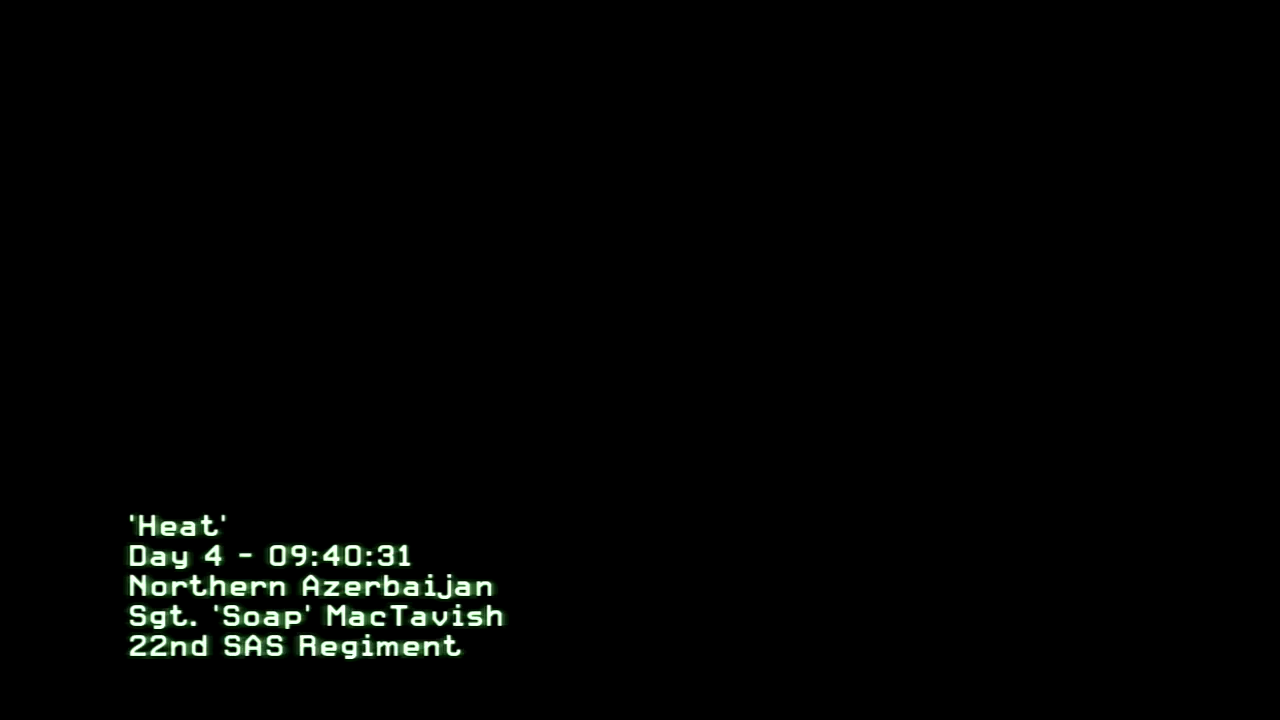 'Heat'
Day 4 - 09:40:31
Northern Azerbaijan
Sgt. 'Soap' MacTavish
22nd SAS Regiment